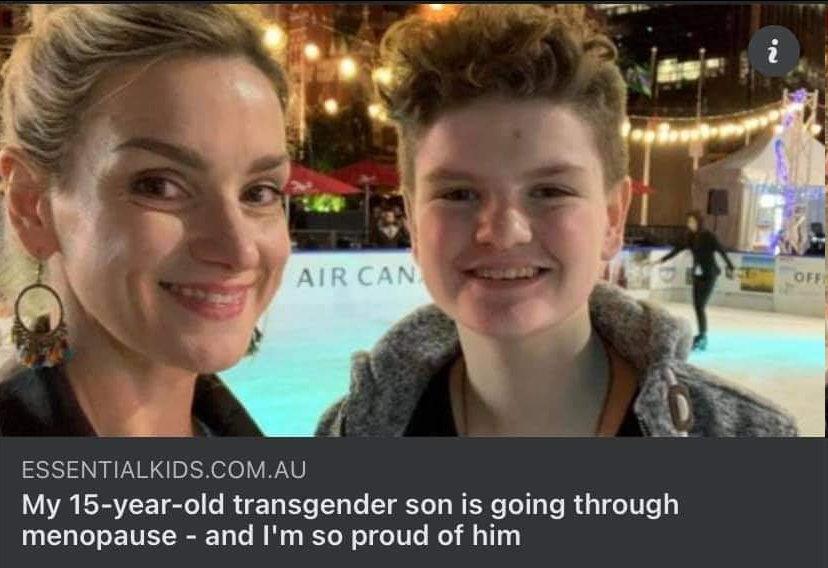 AIR CAN
OFF
ESSENTIALKIDS.COM.AU
My 15-year-old transgender son is going through
menopause - and I'm so proud of him